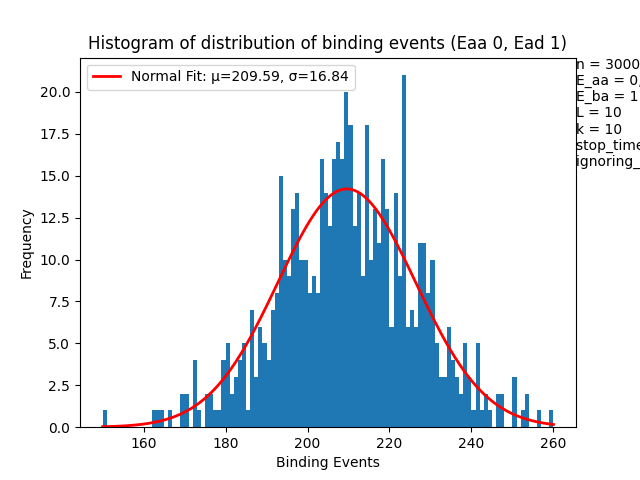 Histogram of distribution of binding events (Eaa 0, Ead 1)
Normal Fit: μ=209.59, σ=16.84
n = 3000
E_aa = 0,
E_ba = 1
L = 10
k = 10
stop_time
ignoring_
20.0
17.5
15.0
12.5
10.0
7.5
5.0
2.5
0.0
Frequency
160 180 200 220 240 260
Binding Events